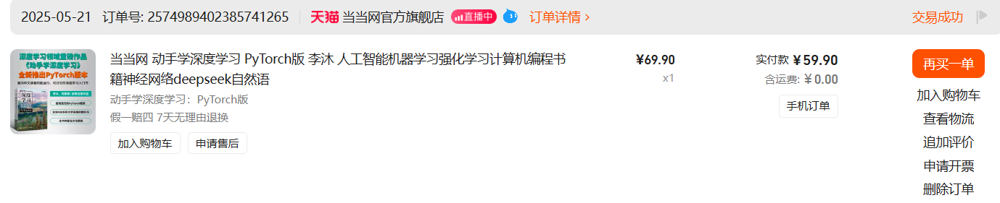 2025-05-21 订单号: 2574989402385741265 天猫 当当网官方旗舰店 直播中 订单详情 > 交易成功
深度学习领域重磅作品
《动手学深度学习》
全新推出PyTorch版本
当当网 动手学深度学习 PyTorch版 李沐 人工智能机器学习强化学习计算机编程书
籍神经网络deepseek自然语
动手学深度学习：PyTorch版
假一赔四 7天无理由退换
加入购物车 申请售后
¥69.90
x1
实付款 ¥59.90
含运费: ¥0.00
手机订单
再买一单
加入购物车
查看物流
追加评价
申请开票
删除订单